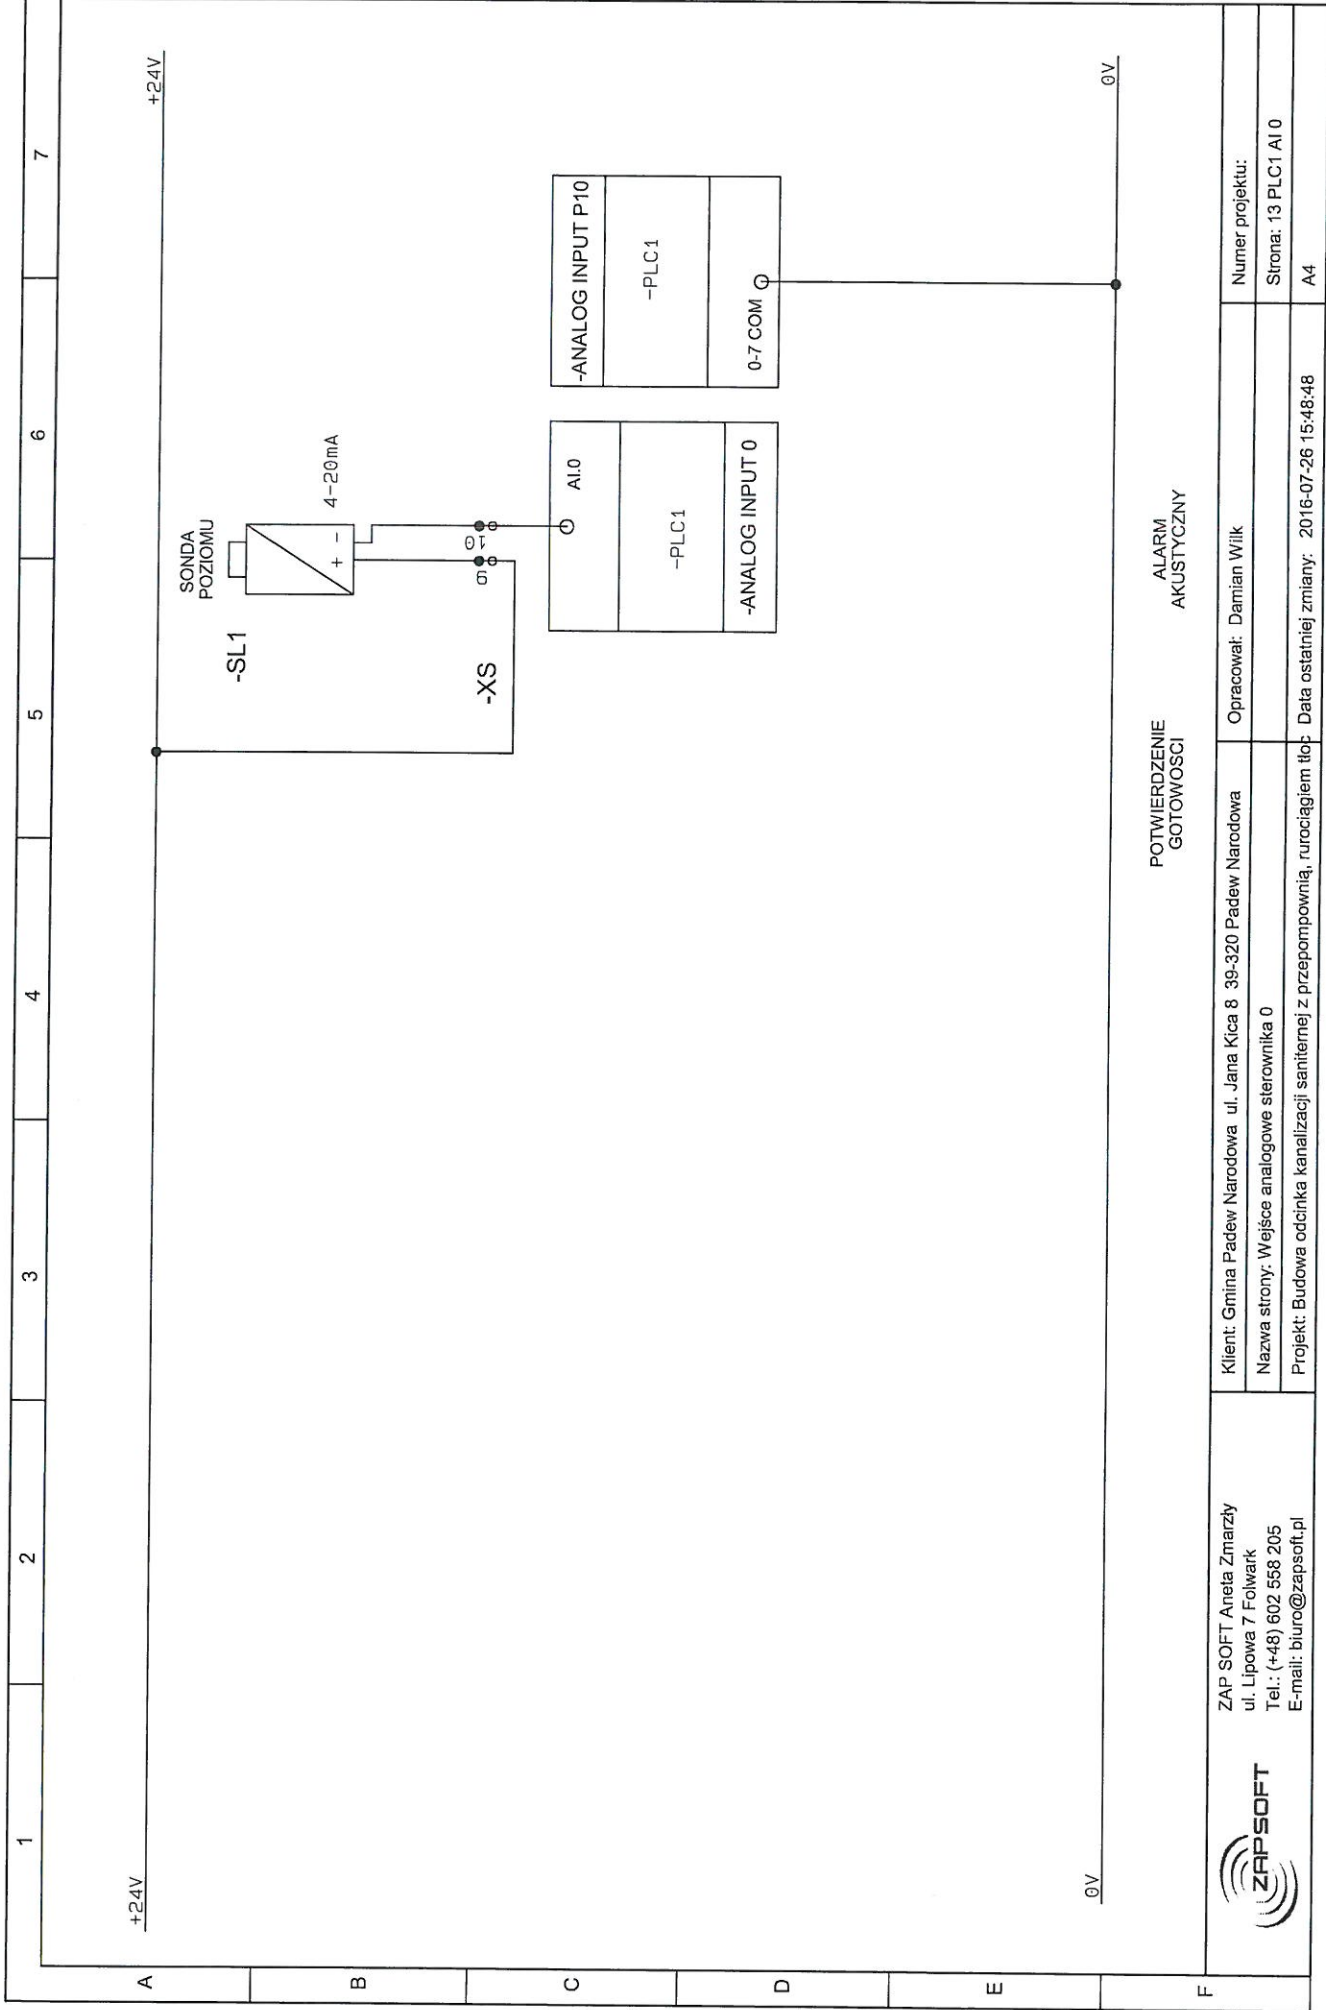 1
2
3
4
5
6
7
A
B
C
D
E
F
+24V
+24V
SONDA
POZIOMU
-SL1
4-20mA
+ -
-XS
9
10
AI.0
-PLC1
-ANALOG INPUT 0
-ANALOG INPUT P10
-PLC1
0-7 COM
0V
0V
POTWIERDZENIE
GOTOWOSCI
ALARM
AKUSTYCZNY
ZAPSOFT
ZAP SOFT Aneta Zmarzły
ul. Lipowa 7 Folwark
Tel.: (+48) 602 558 205
E-mail: biuro@zapsoft.pl
Klient: Gmina Padew Narodowa ul. Jana Kica 8 39-320 Padew Narodowa
Opracował: Damian Wilk
Numer projektu:
Nazwa strony: Wejśce analogowe sterownika 0
Strona: 13 PLC1 AI 0
Projekt: Budowa odcinka kanalizacji saniternej z przepompownią, rurociągiem tłoc
Data ostatniej zmiany: 2016-07-26 15:48:48
A4